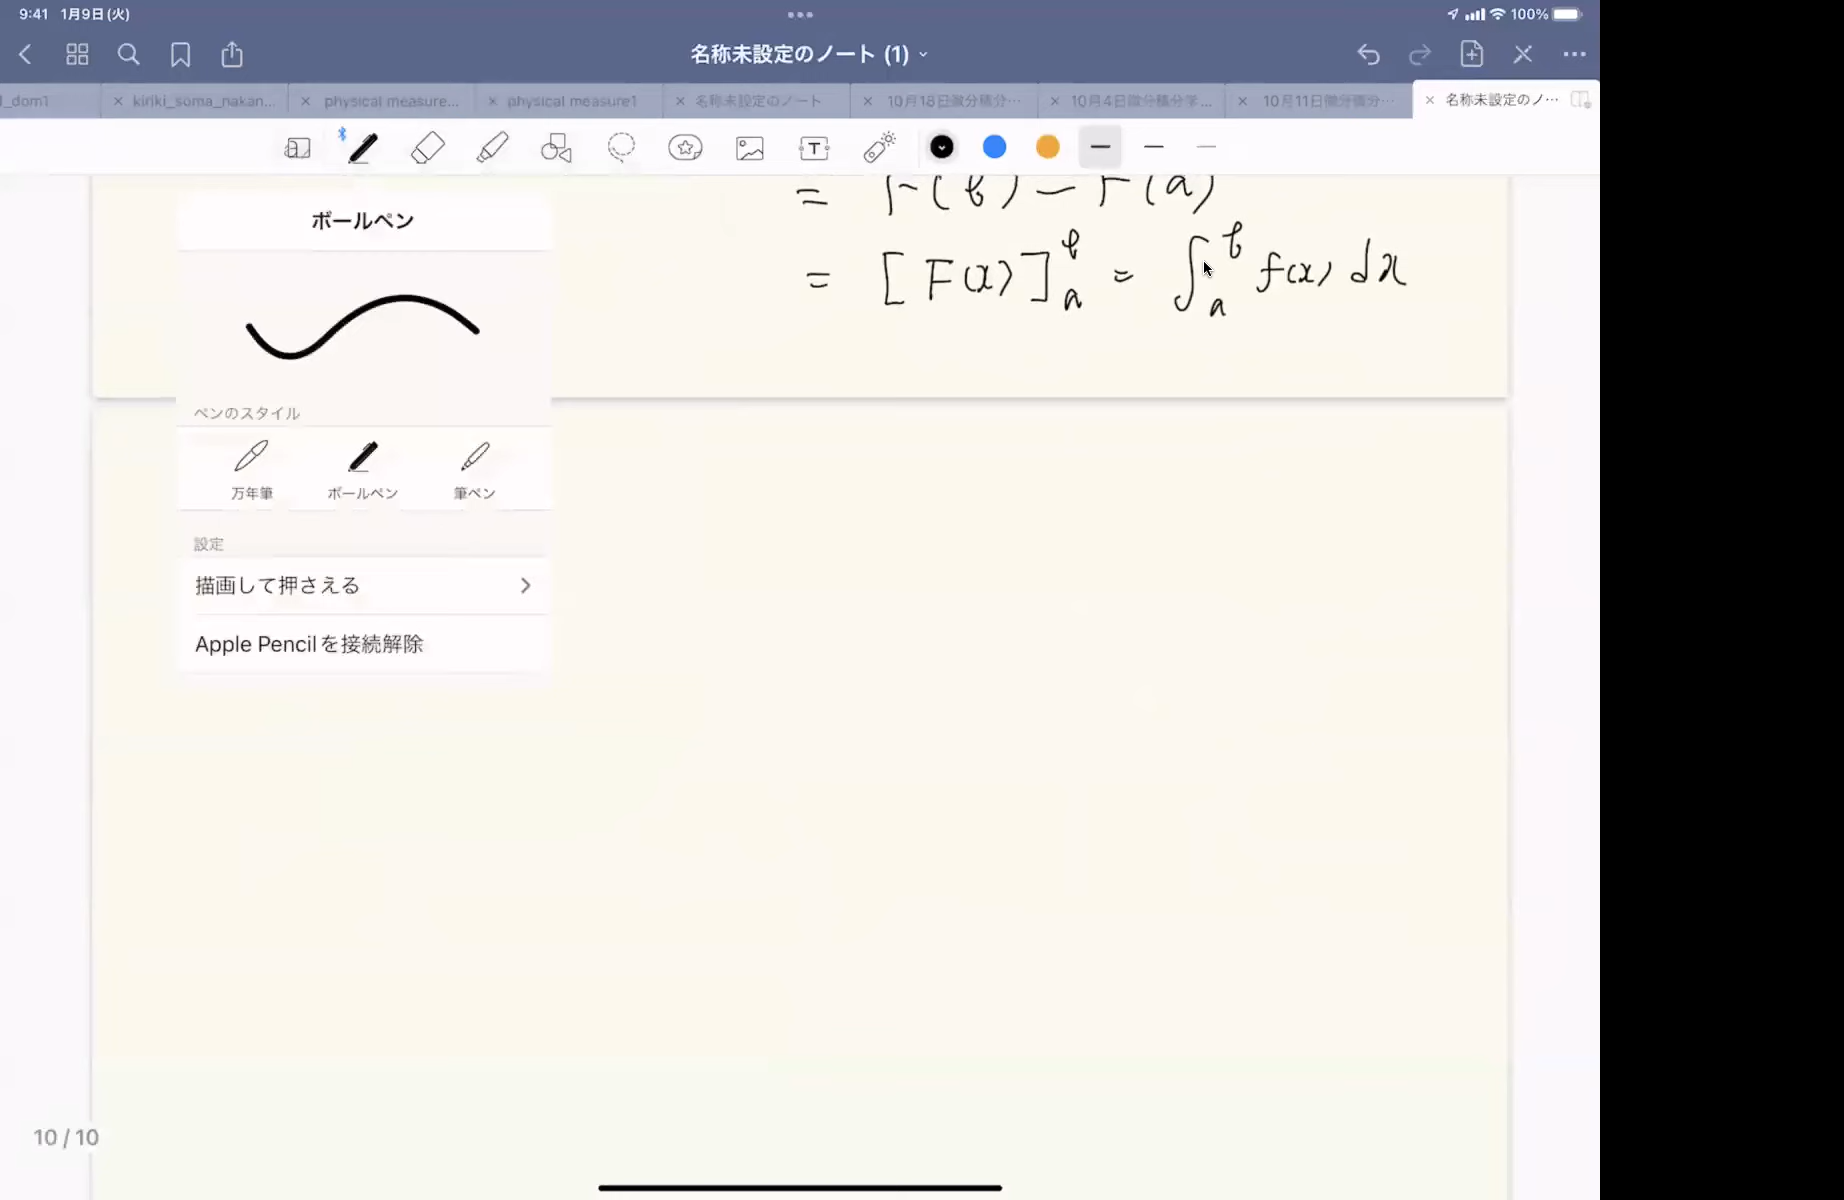 9:41 1月9日(火)
100%
名称未設定のノート (1)
l_dom1
kiriki_soma_nakan...
physical measure...
physical measure1
名称未設定のノート
10月18日微分積分…
10月4日微分積分学...
10月11日微分積分…
名称未設定のノ…
= F(b) - F(a)
= [F(x)]_a^b = ∫_a^b f(x) dx
ボールペン
ペンのスタイル
万年筆 ボールペン 筆ペン
設定
描画して押さえる
Apple Pencilを接続解除
10 / 10